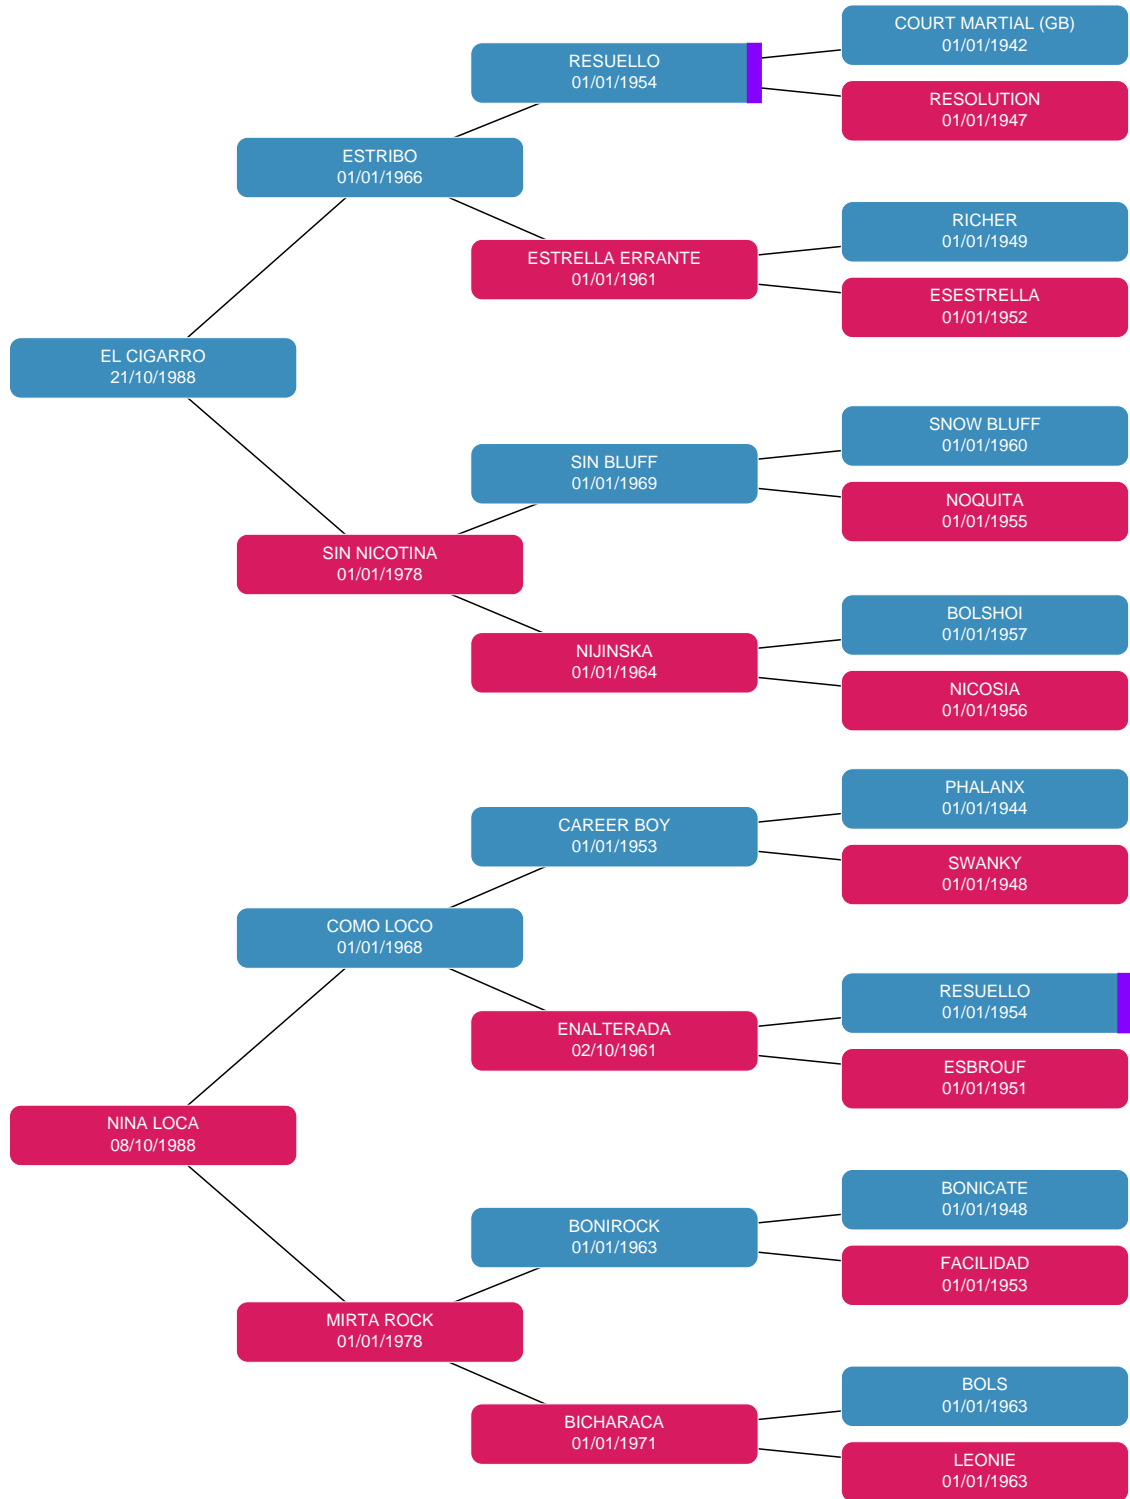 COURT MARTIAL (GB)
01/01/1942
RESUELLO
01/01/1954
RESOLUTION
01/01/1947
ESTRIBO
01/01/1966
RICHER
01/01/1949
ESTRELLA ERRANTE
01/01/1961
ESESTRELLA
01/01/1952
EL CIGARRO
21/10/1988
SNOW BLUFF
01/01/1960
SIN BLUFF
01/01/1969
NOQUITA
01/01/1955
SIN NICOTINA
01/01/1978
BOLSHOI
01/01/1957
NIJINSKA
01/01/1964
NICOSIA
01/01/1956
PHALANX
01/01/1944
CAREER BOY
01/01/1953
SWANKY
01/01/1948
COMO LOCO
01/01/1968
RESUELLO
01/01/1954
ENALTERADA
02/10/1961
ESBROUF
01/01/1951
NINA LOCA
08/10/1988
BONICATE
01/01/1948
BONIROCK
01/01/1963
FACILIDAD
01/01/1953
MIRTA ROCK
01/01/1978
BOLS
01/01/1963
BICHARACA
01/01/1971
LEONIE
01/01/1963